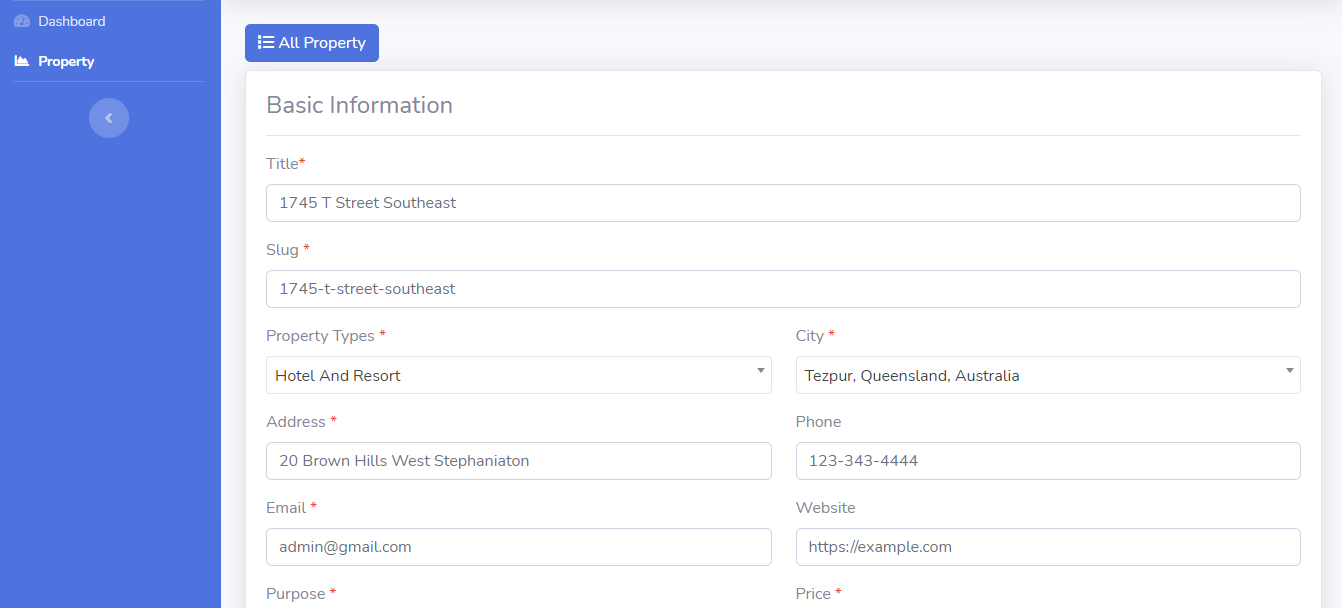 Dashboard
Property
All Property
Basic Information
Title*
1745 T Street Southeast
Slug *
1745-t-street-southeast
Property Types *
City *
Hotel And Resort
Tezpur, Queensland, Australia
Address *
Phone
20 Brown Hills West Stephaniaton
123-343-4444
Email *
Website
admin@gmail.com
https://example.com
Purpose *
Price *